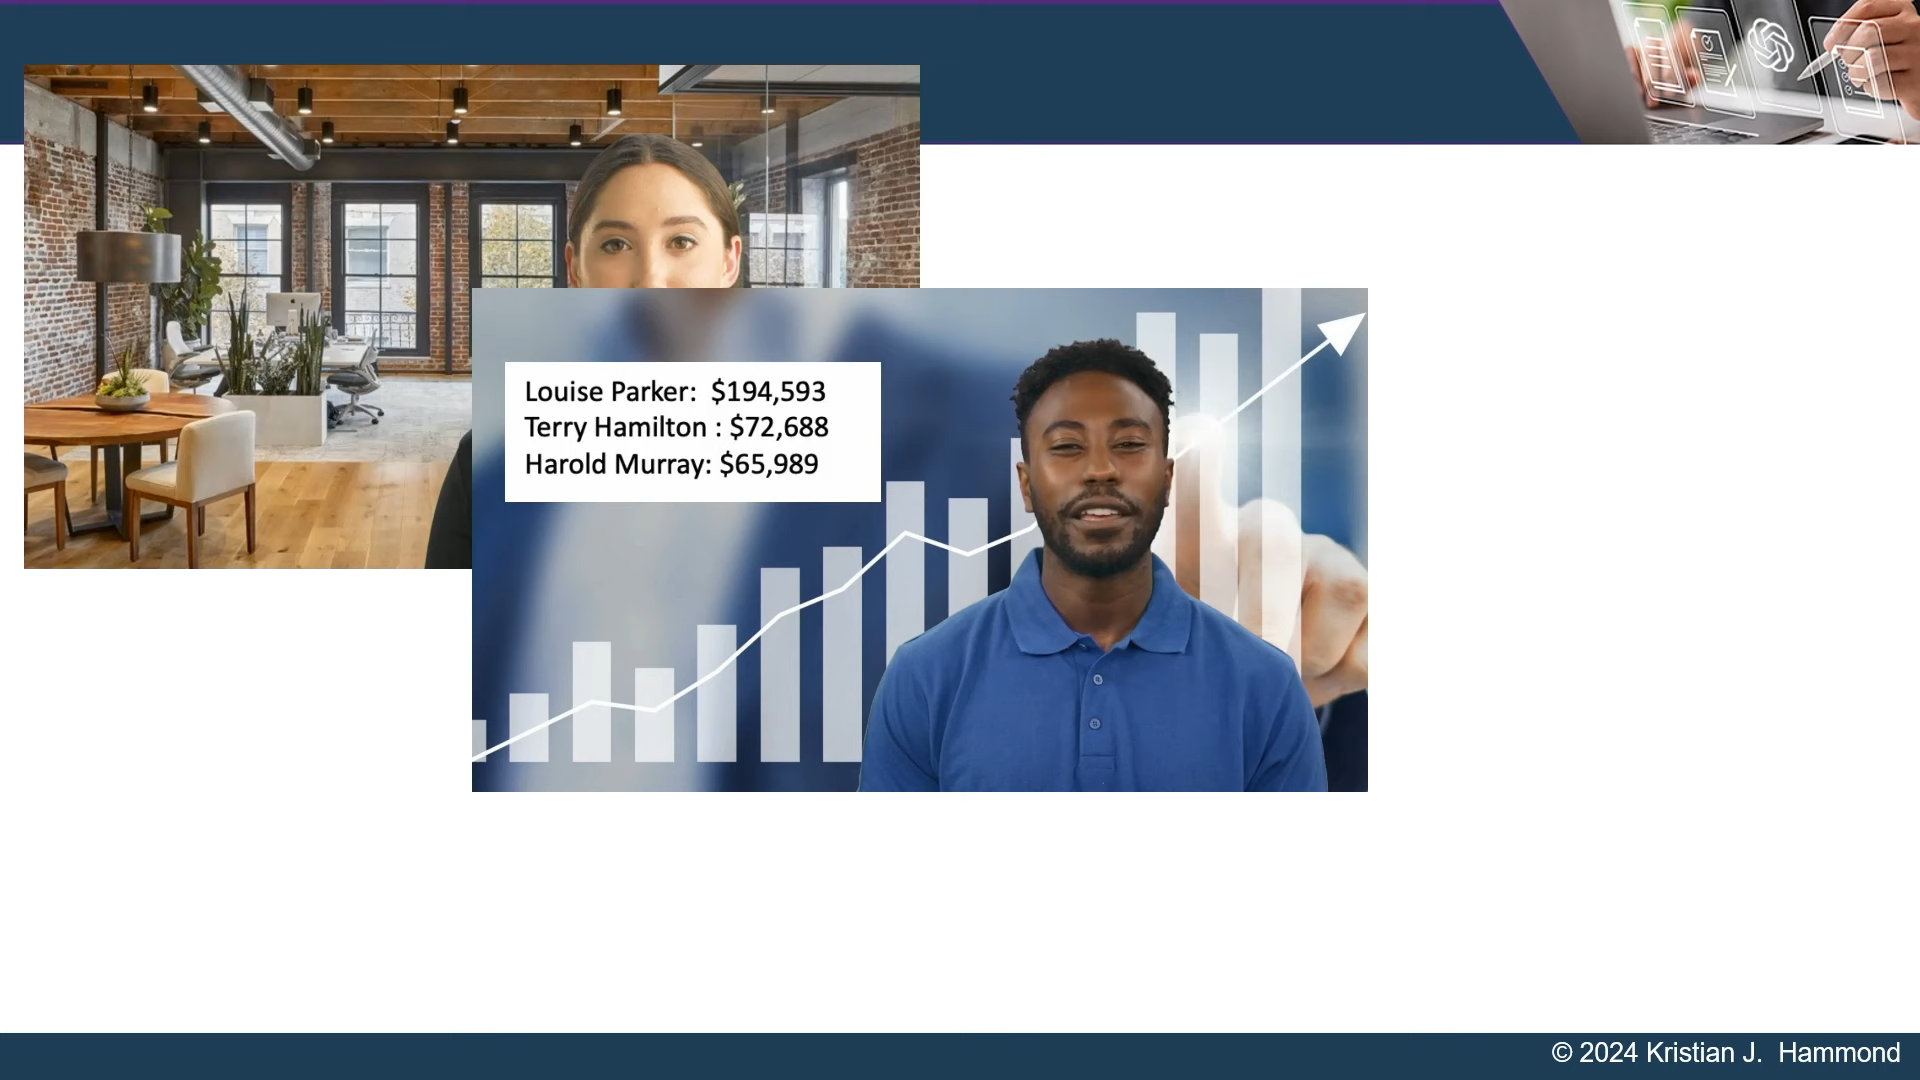 Louise Parker:  $194,593
Terry Hamilton : $72,688
Harold Murray: $65,989
© 2024 Kristian J.  Hammond